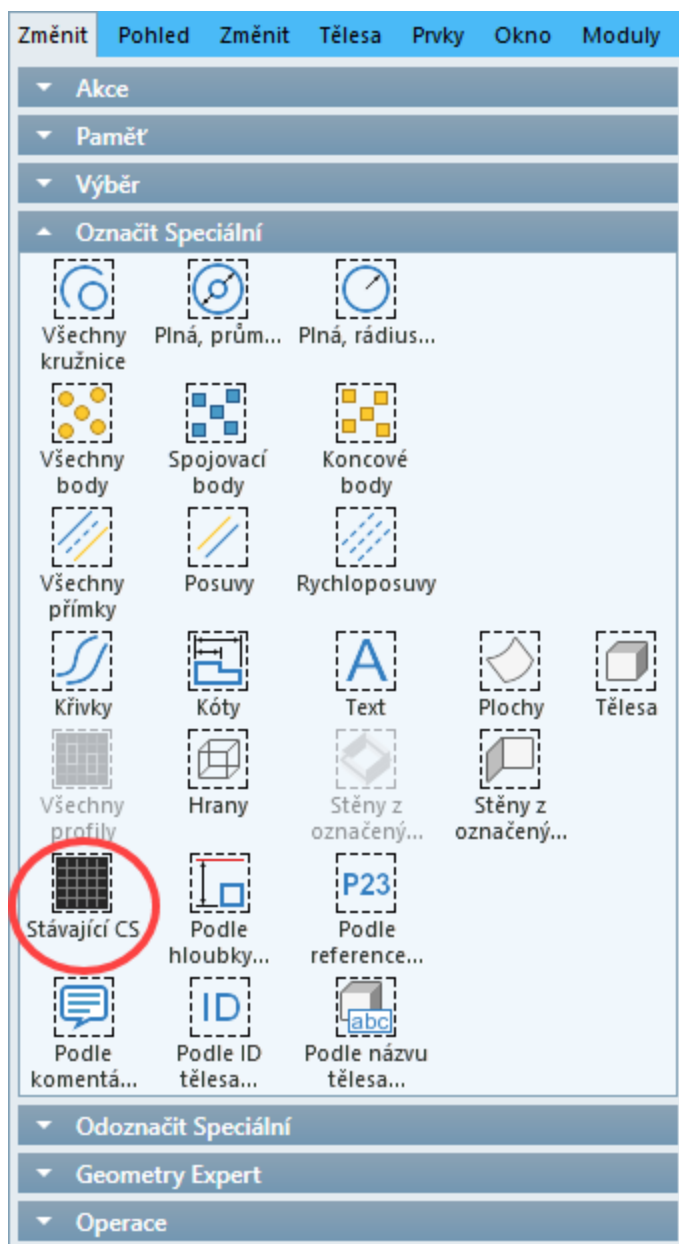 Změnit Pohled Změnit Tělesa Prvky Okno Moduly
Akce
Paměť
Výběr
Označit Speciální
Všechny kružnice
Plná, prům...
Plná, rádius...
Všechny body
Spojovací body
Koncové body
Všechny přímky
Posuvy
Rychloposuvy
Křivky
Kóty
A
Text
Plochy
Tělesa
Všechny profily
Hrany
Stěny z označený...
Stěny z označený...
Stávající CS
Podle hloubky...
P23
Podle reference...
Podle komentá...
ID
Podle ID tělesa...
abc
Podle názvu tělesa...
Odoznačit Speciální
Geometry Expert
Operace